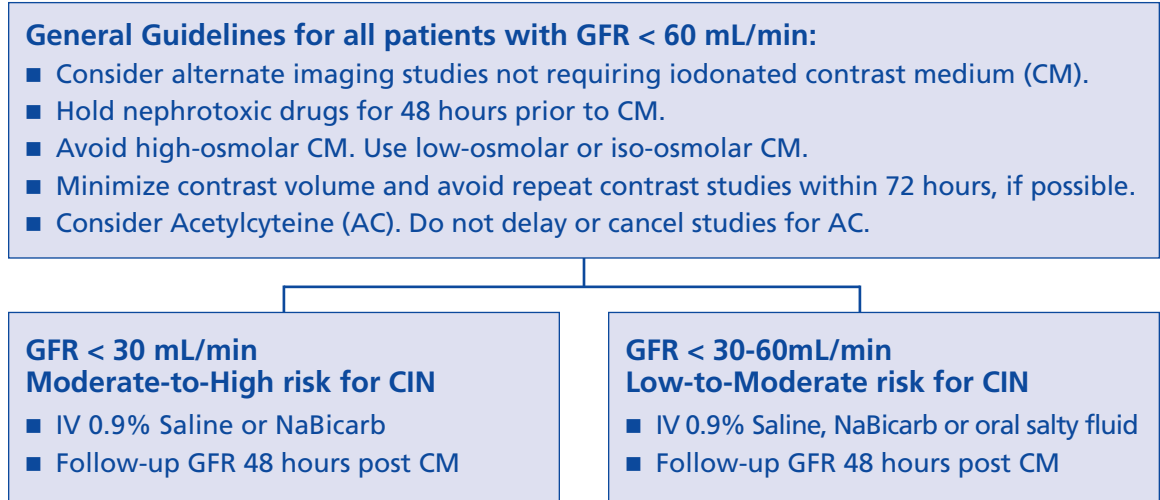 General Guidelines for all patients with GFR < 60 mL/min:
■ Consider alternate imaging studies not requiring iodonated contrast medium (CM).
■ Hold nephrotoxic drugs for 48 hours prior to CM.
■ Avoid high-osmolar CM. Use low-osmolar or iso-osmolar CM.
■ Minimize contrast volume and avoid repeat contrast studies within 72 hours, if possible.
■ Consider Acetylcyteine (AC). Do not delay or cancel studies for AC.
GFR < 30 mL/min
Moderate-to-High risk for CIN
■ IV 0.9% Saline or NaBicarb
■ Follow-up GFR 48 hours post CM
GFR < 30-60mL/min
Low-to-Moderate risk for CIN
■ IV 0.9% Saline, NaBicarb or oral salty fluid
■ Follow-up GFR 48 hours post CM